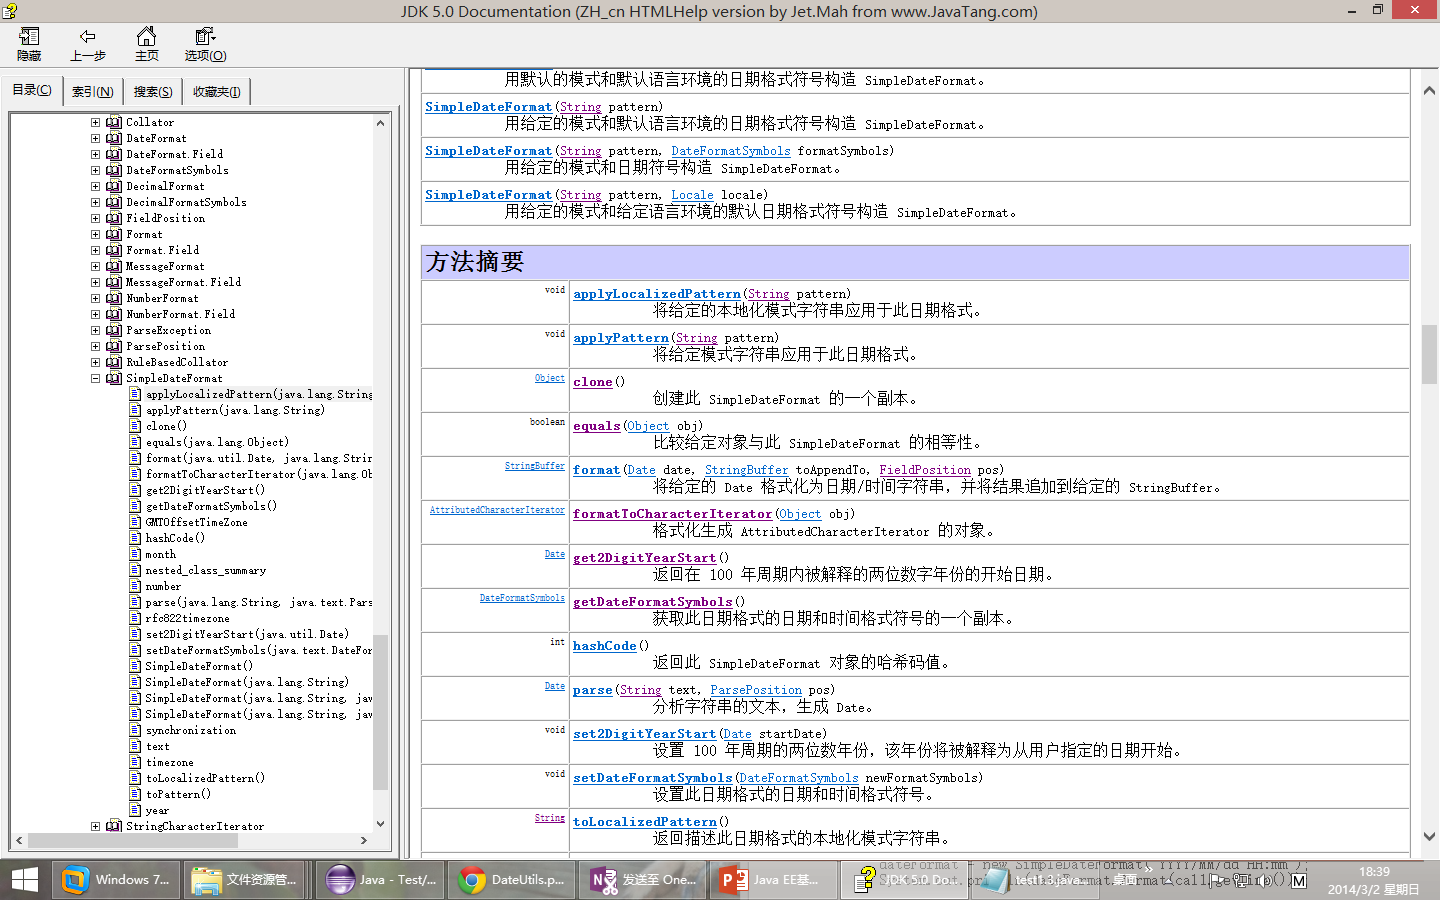 JDK 5.0 Documentation (ZH_cn HTMLHelp version by Jet.Mah from www.JavaTang.com)
隐藏
上一步
主页
选项(O)
目录(C)
索引(N)
搜索(S)
收藏夹(I)
Collator
DateFormat
DateFormat.Field
DateFormatSymbols
DecimalFormat
DecimalFormatSymbols
FieldPosition
Format
Format.Field
MessageFormat
MessageFormat.Field
NumberFormat
NumberFormat.Field
ParseException
ParsePosition
RuleBasedCollator
SimpleDateFormat
applyLocalizedPattern(java.lang.String
applyPattern(java.lang.String)
clone()
equals(java.lang.Object)
format(java.util.Date, java.lang.Strin
formatToCharacterIterator(java.lang.Ob
get2DigitYearStart()
getDateFormatSymbols()
GMTOffsetTimeZone
hashCode()
month
nested_class_summary
number
parse(java.lang.String, java.text.Pars
rfc822timezone
set2DigitYearStart(java.util.Date)
setDateFormatSymbols(java.text.DateFor
SimpleDateFormat()
SimpleDateFormat(java.lang.String)
SimpleDateFormat(java.lang.String, jav
SimpleDateFormat(java.lang.String, jav
synchronization
text
timezone
toLocalizedPattern()
toPattern()
year
StringCharacterIterator
用默认的模式和默认语言环境的日期格式符号构造 SimpleDateFormat。
SimpleDateFormat(String pattern)
用给定的模式和默认语言环境的日期格式符号构造 SimpleDateFormat。
SimpleDateFormat(String pattern, DateFormatSymbols formatSymbols)
用给定的模式和日期符号构造 SimpleDateFormat。
SimpleDateFormat(String pattern, Locale locale)
用给定的模式和给定语言环境的默认日期格式符号构造 SimpleDateFormat。
方法摘要
void applyLocalizedPattern(String pattern)
将给定的本地化模式字符串应用于此日期格式。
void applyPattern(String pattern)
将给定模式字符串应用于此日期格式。
Object clone()
创建此 SimpleDateFormat 的一个副本。
boolean equals(Object obj)
比较给定对象与此 SimpleDateFormat 的相等性。
StringBuffer format(Date date, StringBuffer toAppendTo, FieldPosition pos)
将给定的 Date 格式化为日期/时间字符串，并将结果追加到给定的 StringBuffer。
AttributedCharacterIterator formatToCharacterIterator(Object obj)
格式化生成 AttributedCharacterIterator 的对象。
Date get2DigitYearStart()
返回在 100 年周期内被解释的两位数字年份的开始日期。
DateFormatSymbols getDateFormatSymbols()
获取此日期格式的日期和时间格式符号的一个副本。
int hashCode()
返回此 SimpleDateFormat 对象的哈希码值。
Date parse(String text, ParsePosition pos)
分析字符串的文本，生成 Date。
void set2DigitYearStart(Date startDate)
设置 100 年周期的两位数年份，该年份将被解释为从用户指定的日期开始。
void setDateFormatSymbols(DateFormatSymbols newFormatSymbols)
设置此日期格式的日期和时间格式符号。
String toLocalizedPattern()
返回描述此日期格式的本地化模式字符串。
Windows 7...
文件资源管...
Java - Test/...
DateUtils.p...
发送至 One...
Java EE基...
JDK 5.0 Do...
test1.3.java...
桌面
M
18:39
2014/3/2 星期日